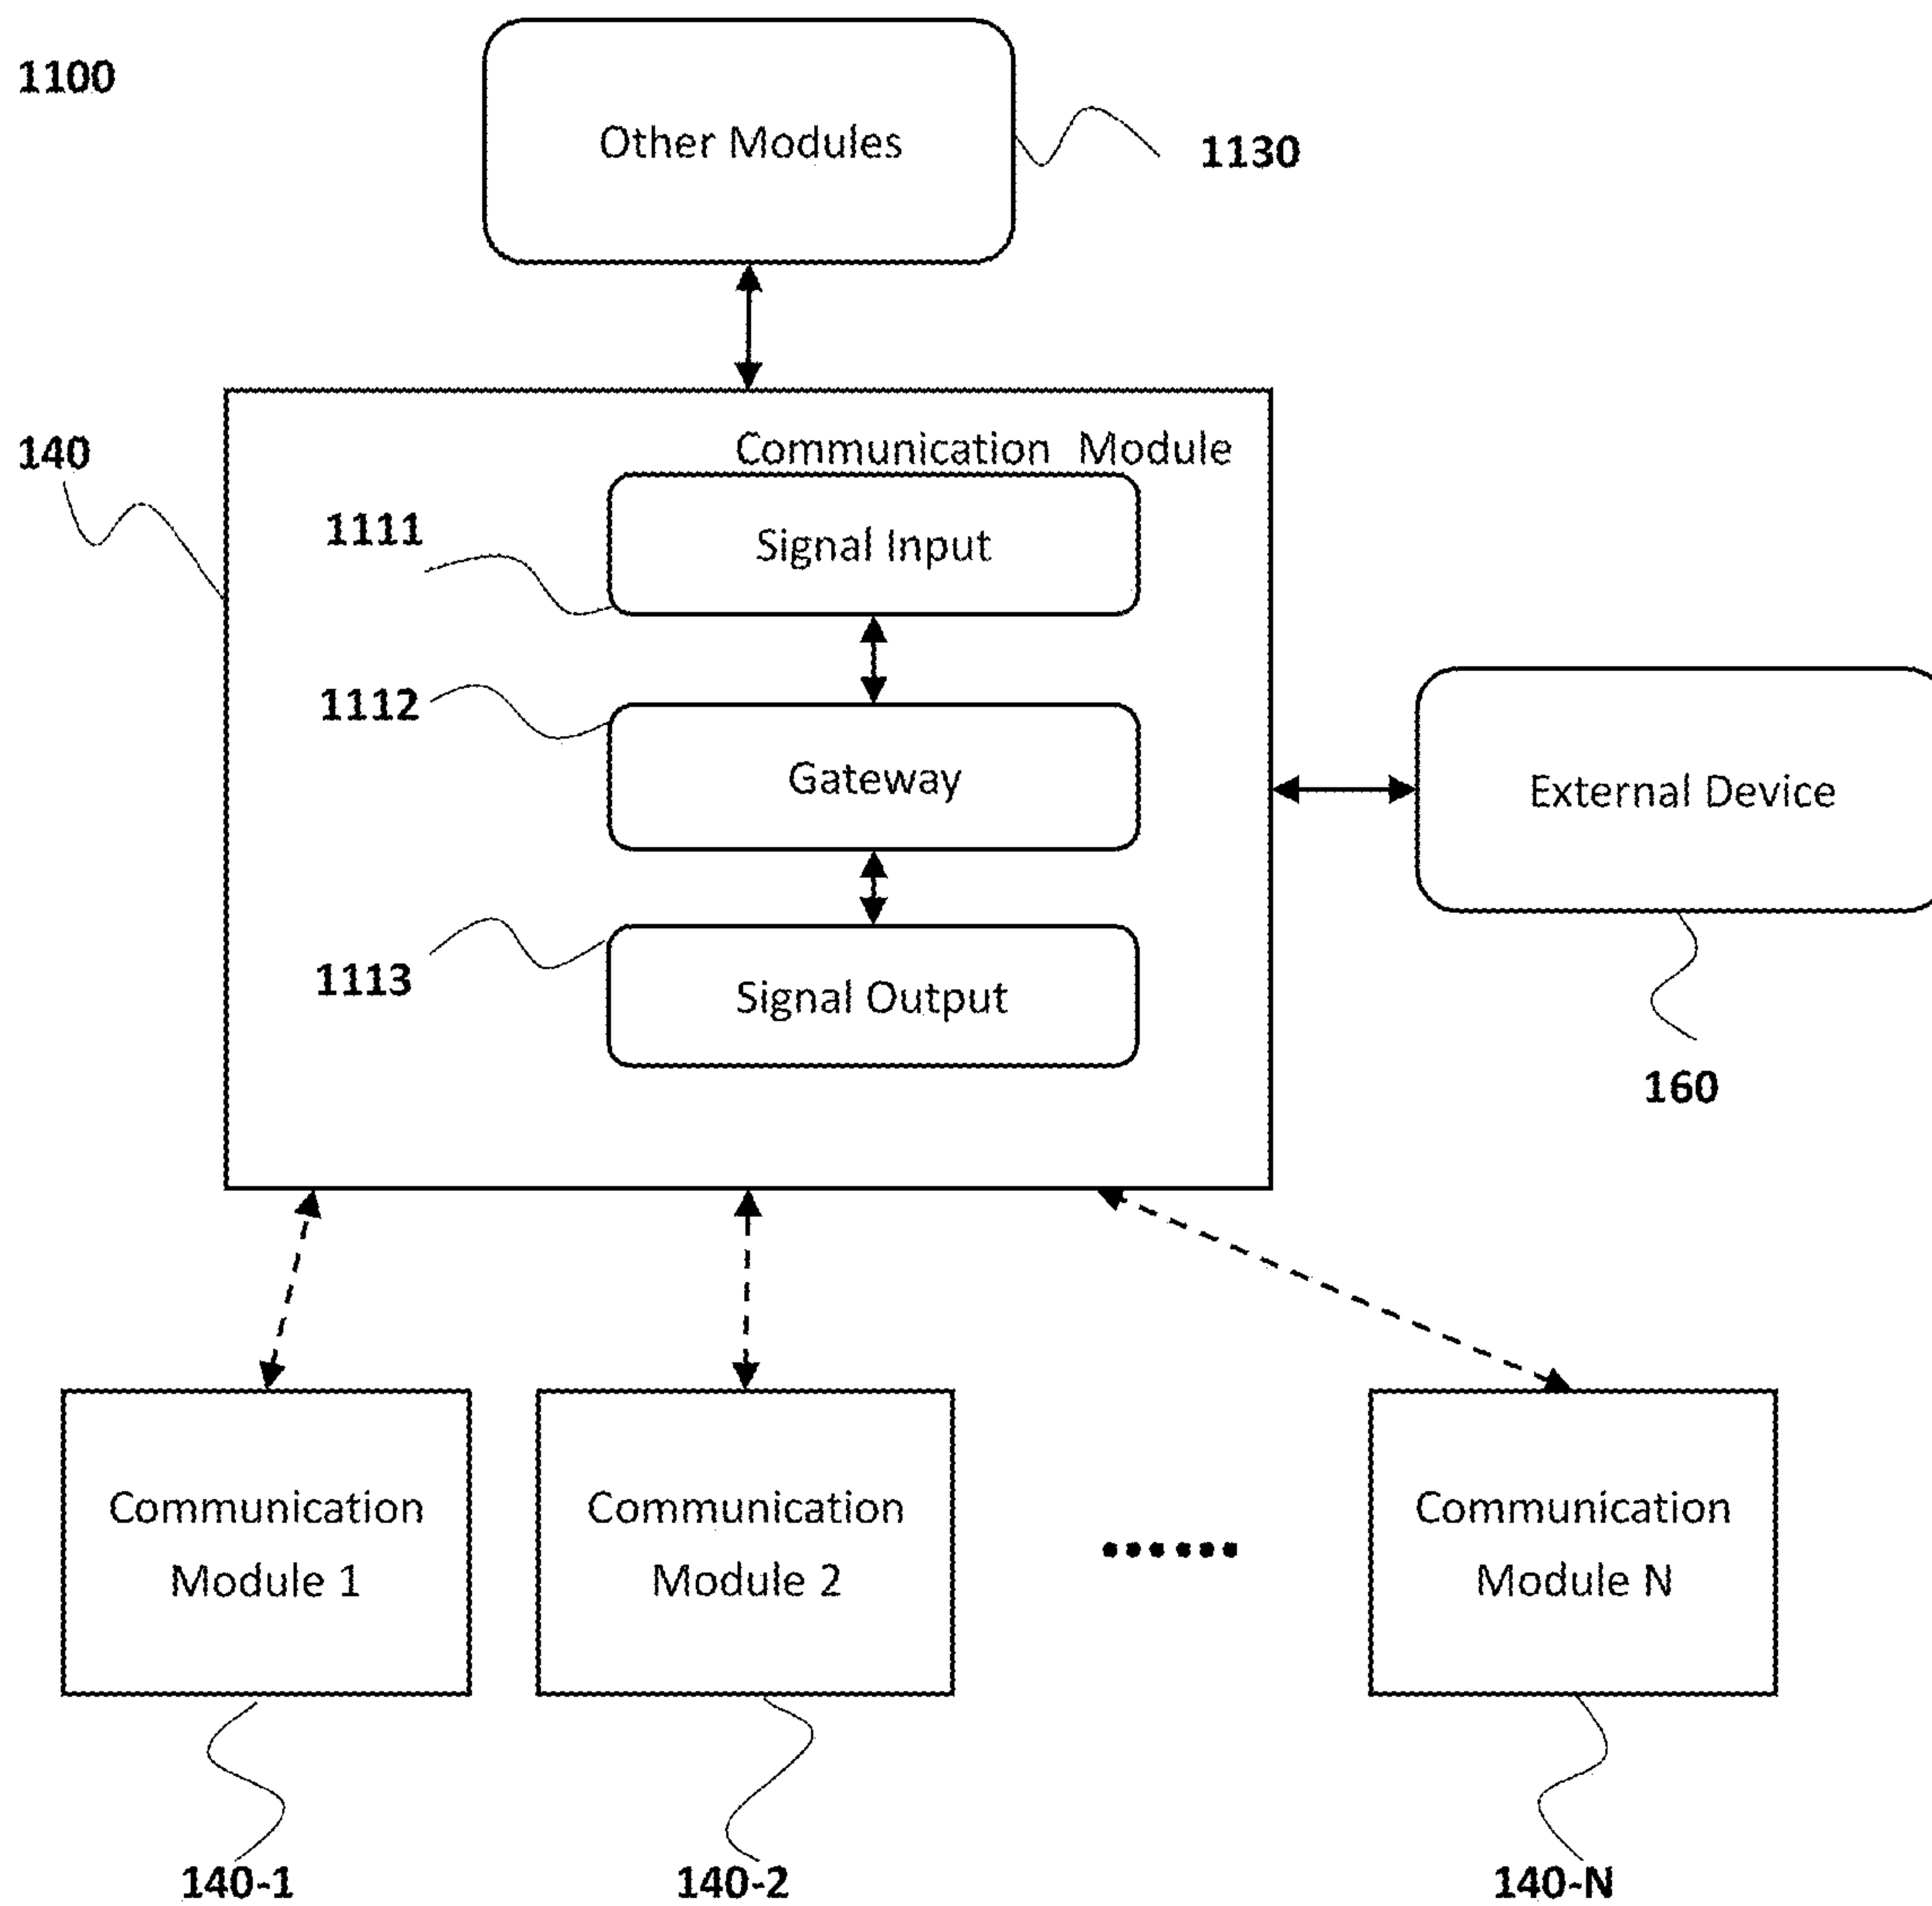 1100
Other Modules
1130
140
Communication Module
1111
Signal Input
1112
Gateway
External Device
1113
Signal Output
160
Communication
Module 1
Communication
Module 2
......
Communication
Module N
140-1
140-2
140-N